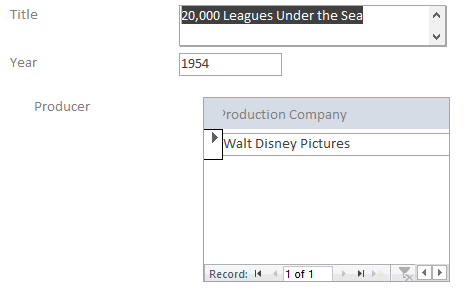 Title 20,000 Leagues Under the Sea
Year 1954
Producer
Production Company
Walt Disney Pictures
Record: 1 of 1